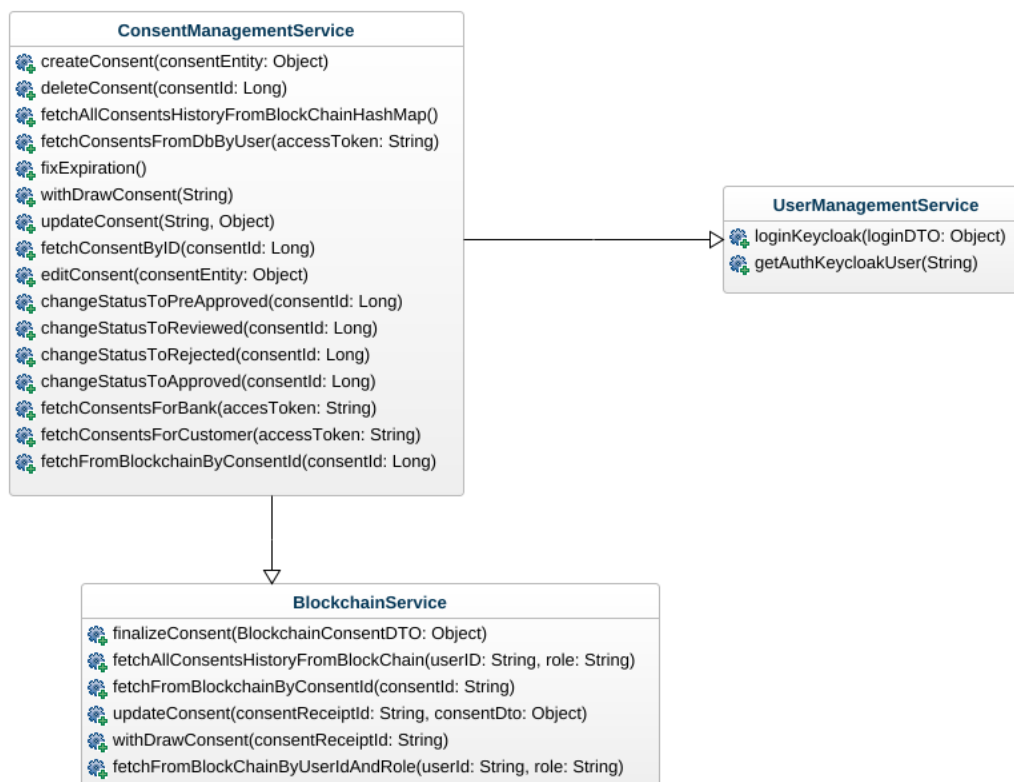 ConsentManagementService
createConsent(consentEntity: Object)
deleteConsent(consentId: Long)
fetchAllConsentsHistoryFromBlockChainHashMap()
fetchConsentsFromDbByUser(accessToken: String)
fixExpiration()
withDrawConsent(String)
updateConsent(String, Object)
fetchConsentByID(consentId: Long)
editConsent(consentEntity: Object)
changeStatusToPreApproved(consentId: Long)
changeStatusToReviewed(consentId: Long)
changeStatusToRejected(consentId: Long)
changeStatusToApproved(consentId: Long)
fetchConsentsForBank(accesToken: String)
fetchConsentsForCustomer(accessToken: String)
fetchFromBlockchainByConsentId(consentId: Long)
UserManagementService
loginKeycloak(loginDTO: Object)
getAuthKeycloakUser(String)
BlockchainService
finalizeConsent(BlockchainConsentDTO: Object)
fetchAllConsentsHistoryFromBlockChain(userID: String, role: String)
fetchFromBlockchainByConsentId(consentId: String)
updateConsent(consentReceiptId: String, consentDto: Object)
withDrawConsent(consentReceiptId: String)
fetchFromBlockChainByUserIdAndRole(userId: String, role: String)